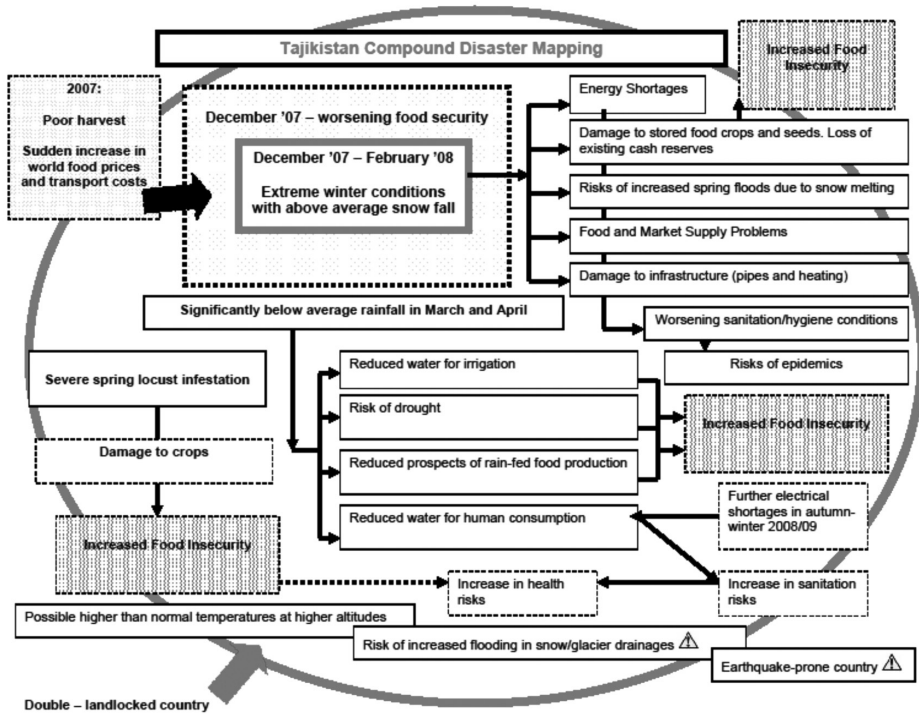 Tajikistan Compound Disaster Mapping
Increased Food
Insecurity
2007:
Poor harvest
Sudden increase in
world food prices
and transport costs
December '07 – worsening food security
December '07 – February '08
Extreme winter conditions
with above average snow fall
Energy Shortages
Damage to stored food crops and seeds. Loss of
existing cash reserves
Risks of increased spring floods due to snow melting
Food and Market Supply Problems
Damage to infrastructure (pipes and heating)
Worsening sanitation/hygiene conditions
Risks of epidemics
Significantly below average rainfall in March and April
Severe spring locust infestation
Damage to crops
Increased Food Insecurity
Reduced water for irrigation
Risk of drought
Reduced prospects of rain-fed food production
Reduced water for human consumption
Increased Food Insecurity
Further electrical
shortages in autumn-
winter 2008/09
Increase in health
risks
Increase in sanitation
risks
Possible higher than normal temperatures at higher altitudes
Risk of increased flooding in snow/glacier drainages
Earthquake-prone country
Double – landlocked country